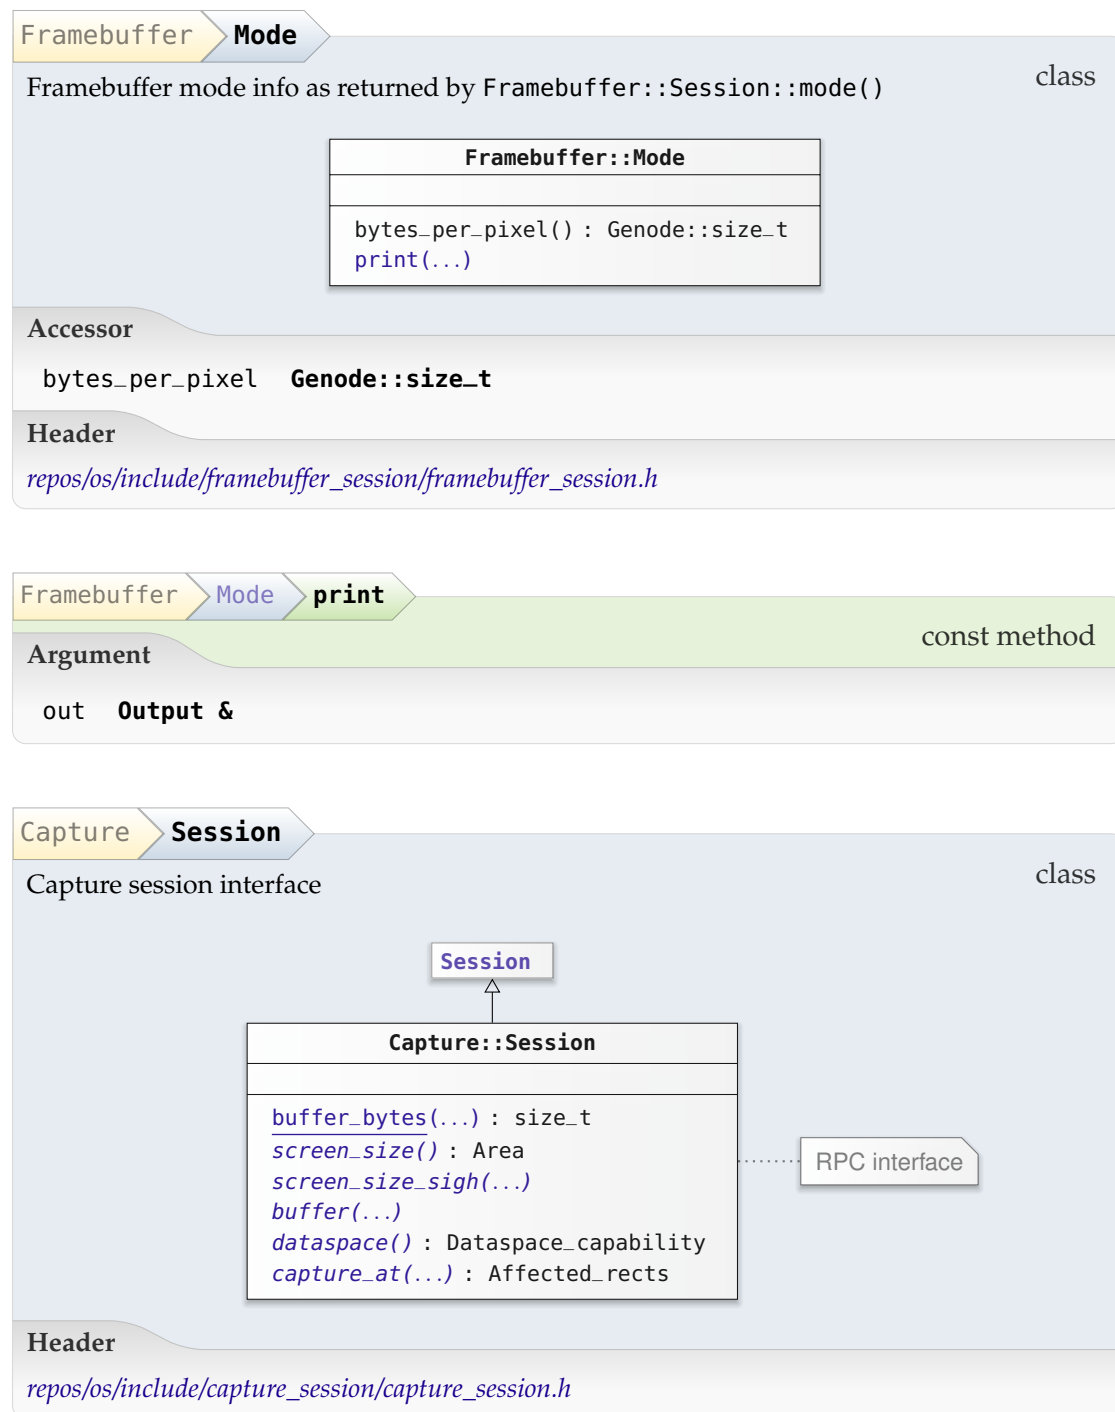 Framebuffer Mode
class
Framebuffer mode info as returned by Framebuffer::Session::mode()
Framebuffer::Mode
bytes_per_pixel() : Genode::size_t
print(...)
Accessor
bytes_per_pixel Genode::size_t
Header
repos/os/include/framebuffer_session/framebuffer_session.h
Framebuffer Mode print
const method
Argument
out Output &
Capture Session
class
Capture session interface
Session
Capture::Session
buffer_bytes(...) : size_t
screen_size() : Area
screen_size_sigh(...)
buffer(...)
dataspace() : Dataspace_capability
capture_at(...) : Affected_rects
RPC interface
Header
repos/os/include/capture_session/capture_session.h